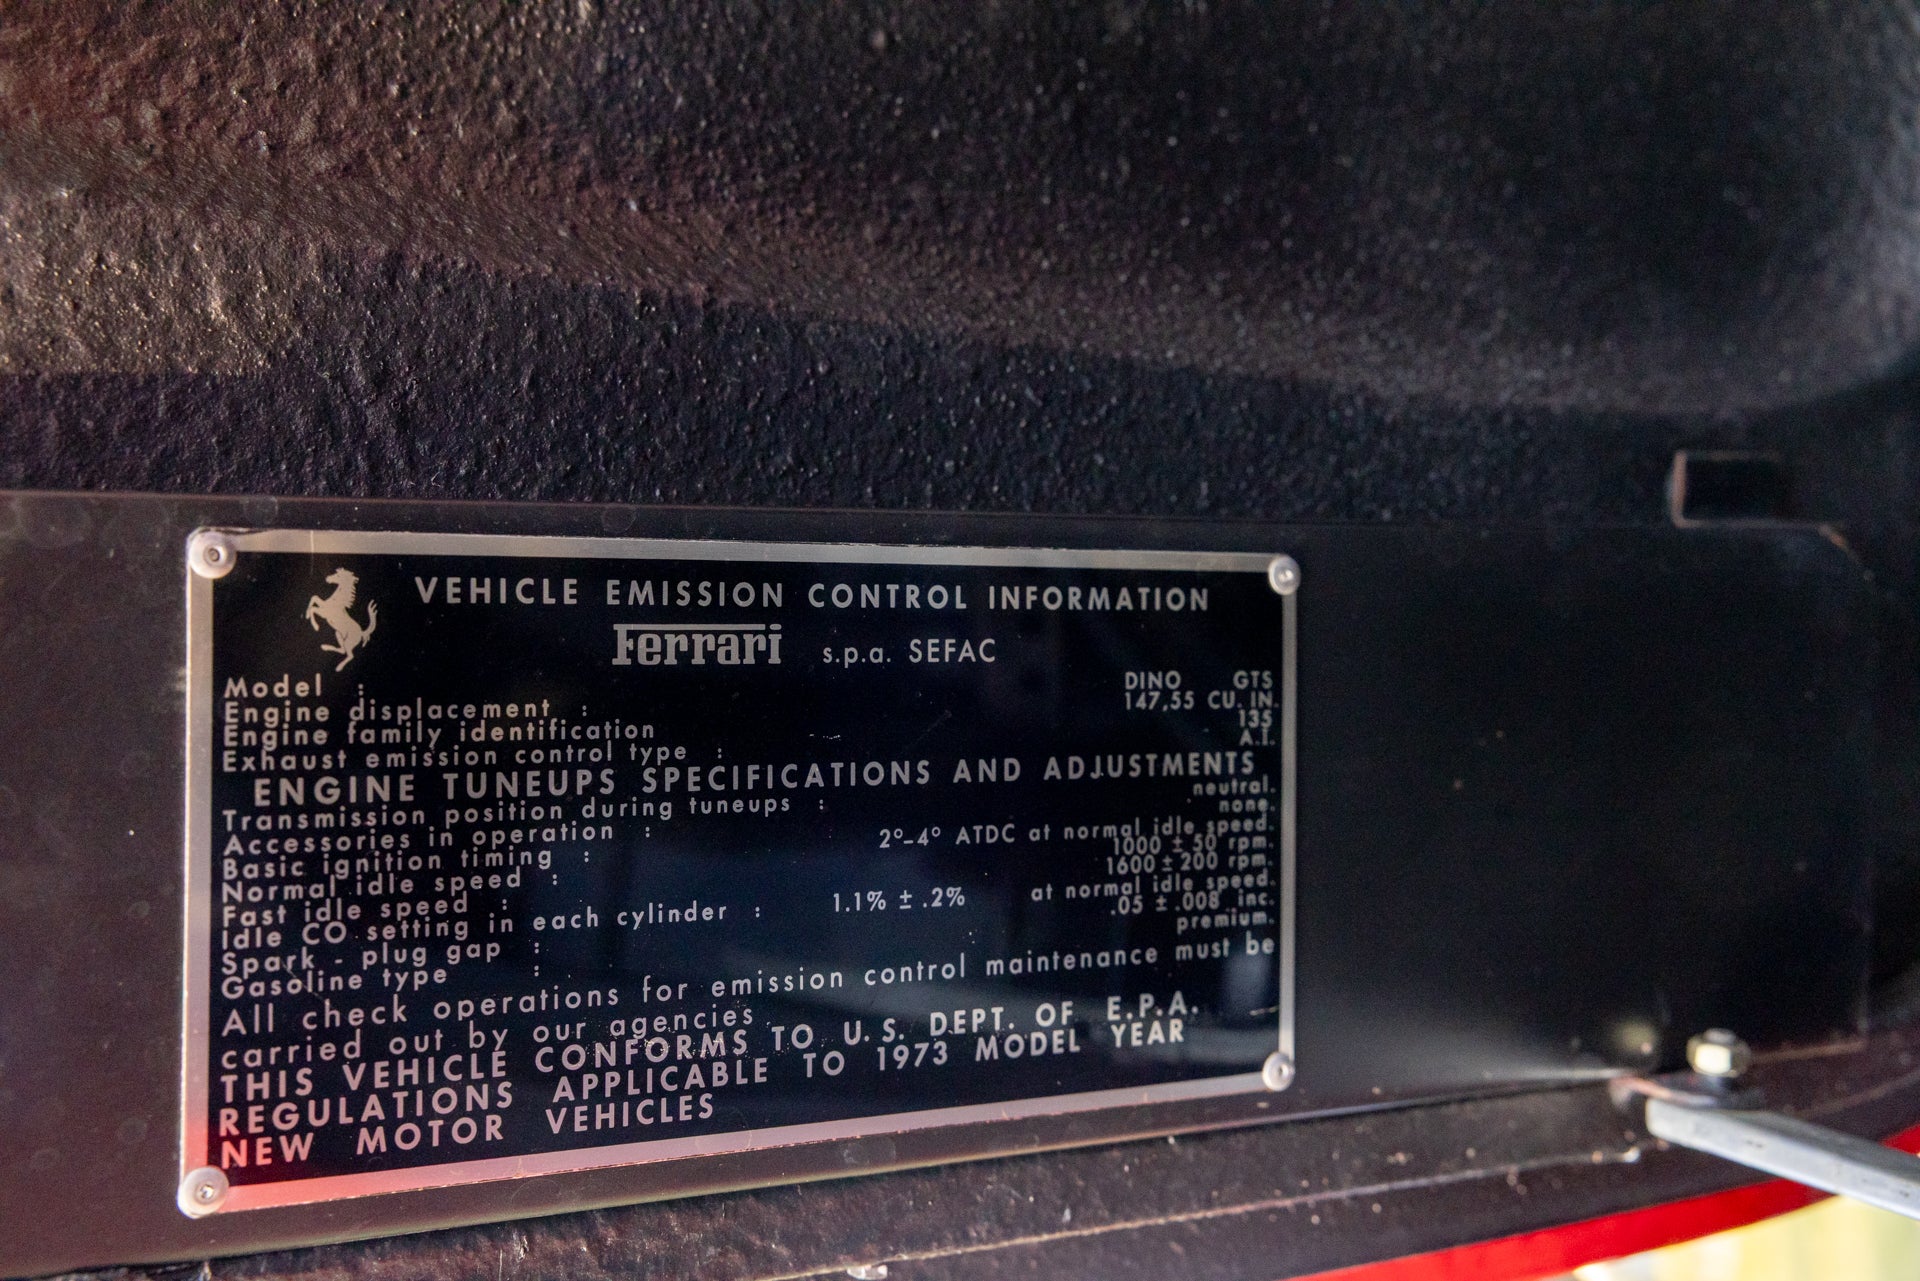 VEHICLE EMISSION CONTROL INFORMATION
Ferrari s.p.a. SEFAC
Model : DINO GTS
Engine displacement : 147,55 CU. IN.
Engine family identification 135
Exhaust emission control type : A.I.
ENGINE TUNEUPS SPECIFICATIONS AND ADJUSTMENTS
Transmission position during tuneups : neutral.
Accessories in operation : none.
Basic ignition timing : 2°-4° ATDC at normal idle speed.
Normal idle speed : 1000 ± 50 rpm.
Fast idle speed : 1600 ± 200 rpm.
Idle CO setting in each cylinder : 1.1% ± .2% at normal idle speed.
Spark - plug gap : .05 ± .008 inc.
Gasoline type : premium.
All check operations for emission control maintenance must be
carried out by our agencies.
THIS VEHICLE CONFORMS TO U.S. DEPT. OF E.P.A.
REGULATIONS APPLICABLE TO 1973 MODEL YEAR
NEW MOTOR VEHICLES